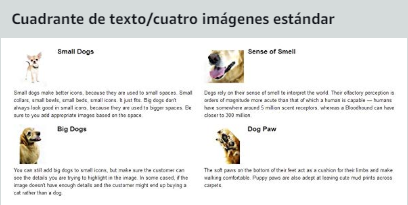 Cuadrante de texto/cuatro imágenes estándar
Small Dogs
Small dogs make better icons, because they are used to small spaces. Small
collars, small bowls, small beds, small icons. It just fits. Big dogs don't
always look good in small icons, because they are used to bigger spaces. Be
sure to you add appropriate images based on the space.
Sense of Smell
Dogs rely on their sense of smell to interpret the world. Their olfactory perception is
orders of magnitude more acute than that of which a human is capable — humans
have somewhere around 5 million scent receptors, whereas a Bloodhound can have
closer to 300 million.
Big Dogs
You can still add big dogs to small icons, but make sure the customer can
see the details you are trying to highlight in the image. In some cased, if the
image doesn't have enough details and the customer might end up buying a
cat rather than a dog.
Dog Paw
The soft paws on the bottom of their feet act as a cushion for their limbs and make
walking comfortable. Puppy paws are also adept at leaving cute mud prints across
carpets.